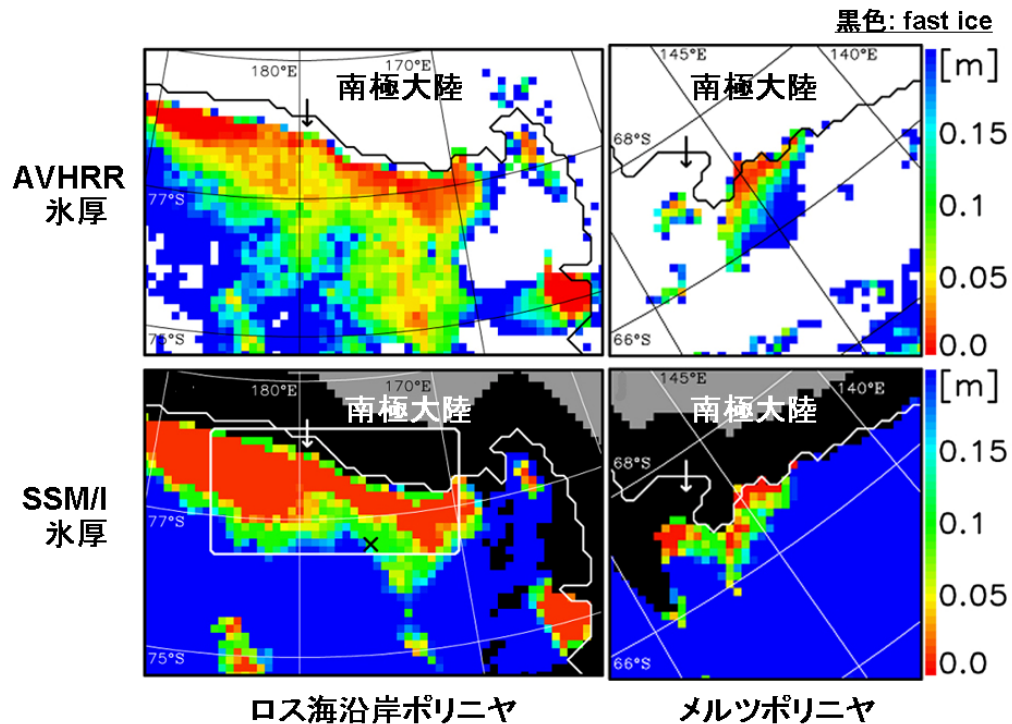 黒色: fast ice
180°E
170°E
南極大陸
77°S
75°S
145°E
140°E
南極大陸
68°S
66°S
[m]
0.15
0.1
0.05
0.0
AVHRR
氷厚
180°E
170°E
南極大陸
77°S
75°S
×
145°E
140°E
南極大陸
68°S
66°S
[m]
0.15
0.1
0.05
0.0
SSM/I
氷厚
ロス海沿岸ポリニヤ
メルツポリニヤ